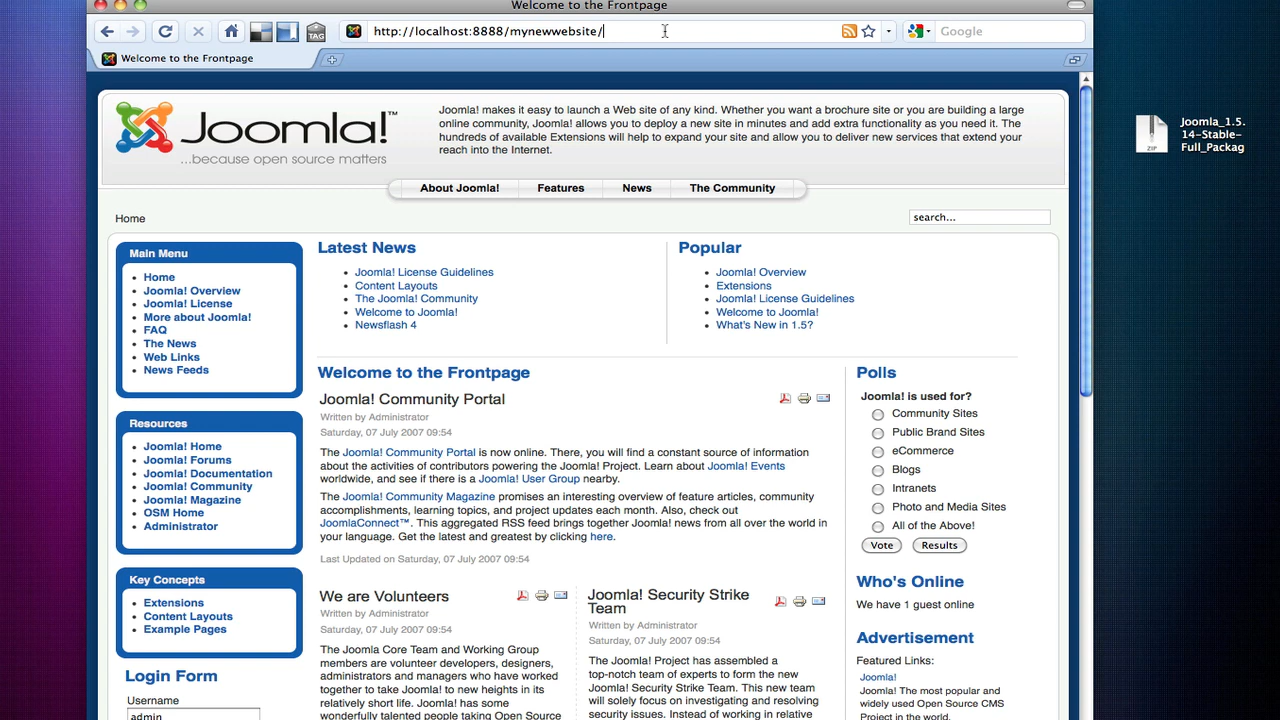 Welcome to the Frontpage
TAG
http://localhost:8888/mynewwebsite/
Google
Welcome to the Frontpage
Joomla!™
...because open source matters
Joomla! makes it easy to launch a Web site of any kind. Whether you want a brochure site or you are building a large
online community, Joomla! allows you to deploy a new site in minutes and add extra functionality as you need it. The
hundreds of available Extensions will help to expand your site and allow you to deliver new services that extend your
reach into the Internet.
ZIP
Joomla_1.5.
14-Stable-
Full_Packag
About Joomla! Features News The Community
Home
search...
Main Menu
Home
Joomla! Overview
Joomla! License
More about Joomla!
FAQ
The News
Web Links
News Feeds
Resources
Joomla! Home
Joomla! Forums
Joomla! Documentation
Joomla! Community
Joomla! Magazine
OSM Home
Administrator
Key Concepts
Extensions
Content Layouts
Example Pages
Login Form
Username
admin
Latest News
Joomla! License Guidelines
Content Layouts
The Joomla! Community
Welcome to Joomla!
Newsflash 4
Popular
Joomla! Overview
Extensions
Joomla! License Guidelines
Welcome to Joomla!
What's New in 1.5?
Welcome to the Frontpage
Joomla! Community Portal
Written by Administrator
Saturday, 07 July 2007 09:54
The Joomla! Community Portal is now online. There, you will find a constant source of information
about the activities of contributors powering the Joomla! Project. Learn about Joomla! Events
worldwide, and see if there is a Joomla! User Group nearby.
The Joomla! Community Magazine promises an interesting overview of feature articles, community
accomplishments, learning topics, and project updates each month. Also, check out
JoomlaConnect™. This aggregated RSS feed brings together Joomla! news from all over the world in
your language. Get the latest and greatest by clicking here.
Last Updated on Saturday, 07 July 2007 09:54
We are Volunteers
Written by Administrator
Saturday, 07 July 2007 09:54
The Joomla Core Team and Working Group
members are volunteer developers, designers,
administrators and managers who have worked
together to take Joomla! to new heights in its
relatively short life. Joomla! has some
wonderfully talented people taking Open Source
Joomla! Security Strike
Team
Written by Administrator
Saturday, 07 July 2007 09:54
The Joomla! Project has assembled a
top-notch team of experts to form the new
Joomla! Security Strike Team. This new team
will solely focus on investigating and resolving
security issues. Instead of working in relative
Polls
Joomla! is used for?
Community Sites
Public Brand Sites
eCommerce
Blogs
Intranets
Photo and Media Sites
All of the Above!
Vote Results
Who's Online
We have 1 guest online
Advertisement
Featured Links:
Joomla!
Joomla! The most popular and
widely used Open Source CMS
Project in the world.